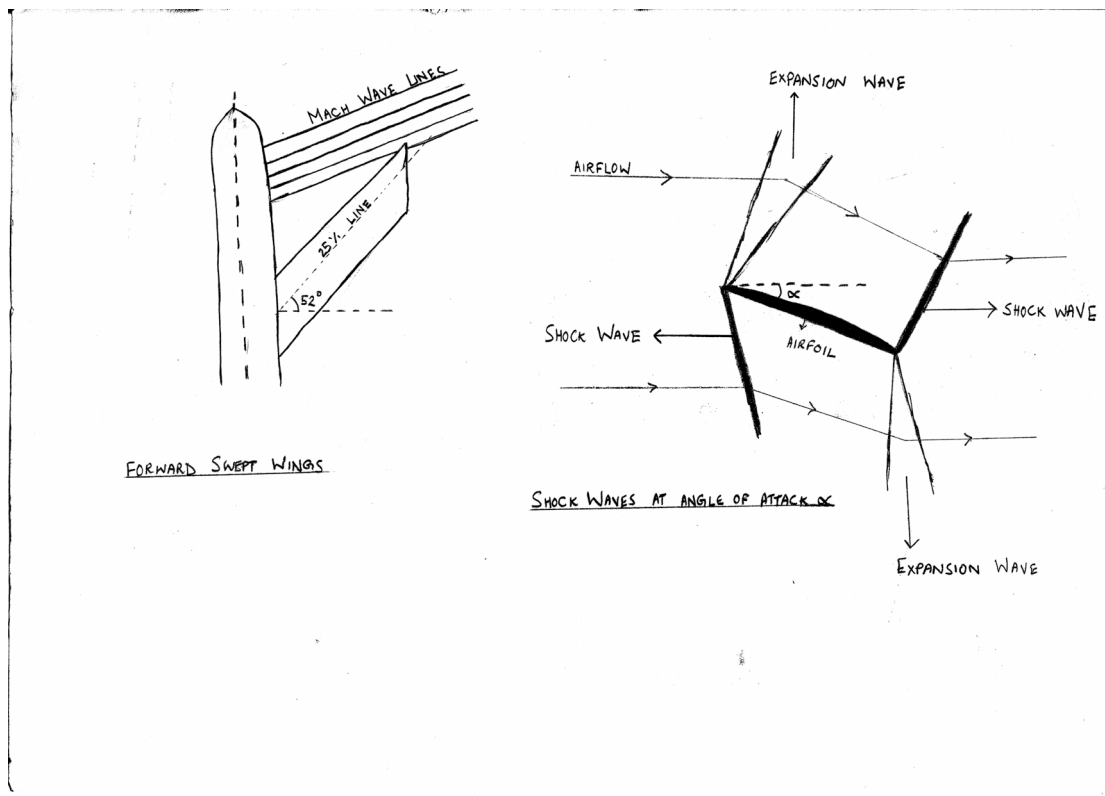 MACH WAVE LINES
25% LINE
52°
FORWARD SWEPT WINGS
EXPANSION WAVE
AIRFLOW
α
SHOCK WAVE
SHOCK WAVE
AIRFOIL
SHOCK WAVES AT ANGLE OF ATTACK α
EXPANSION WAVE